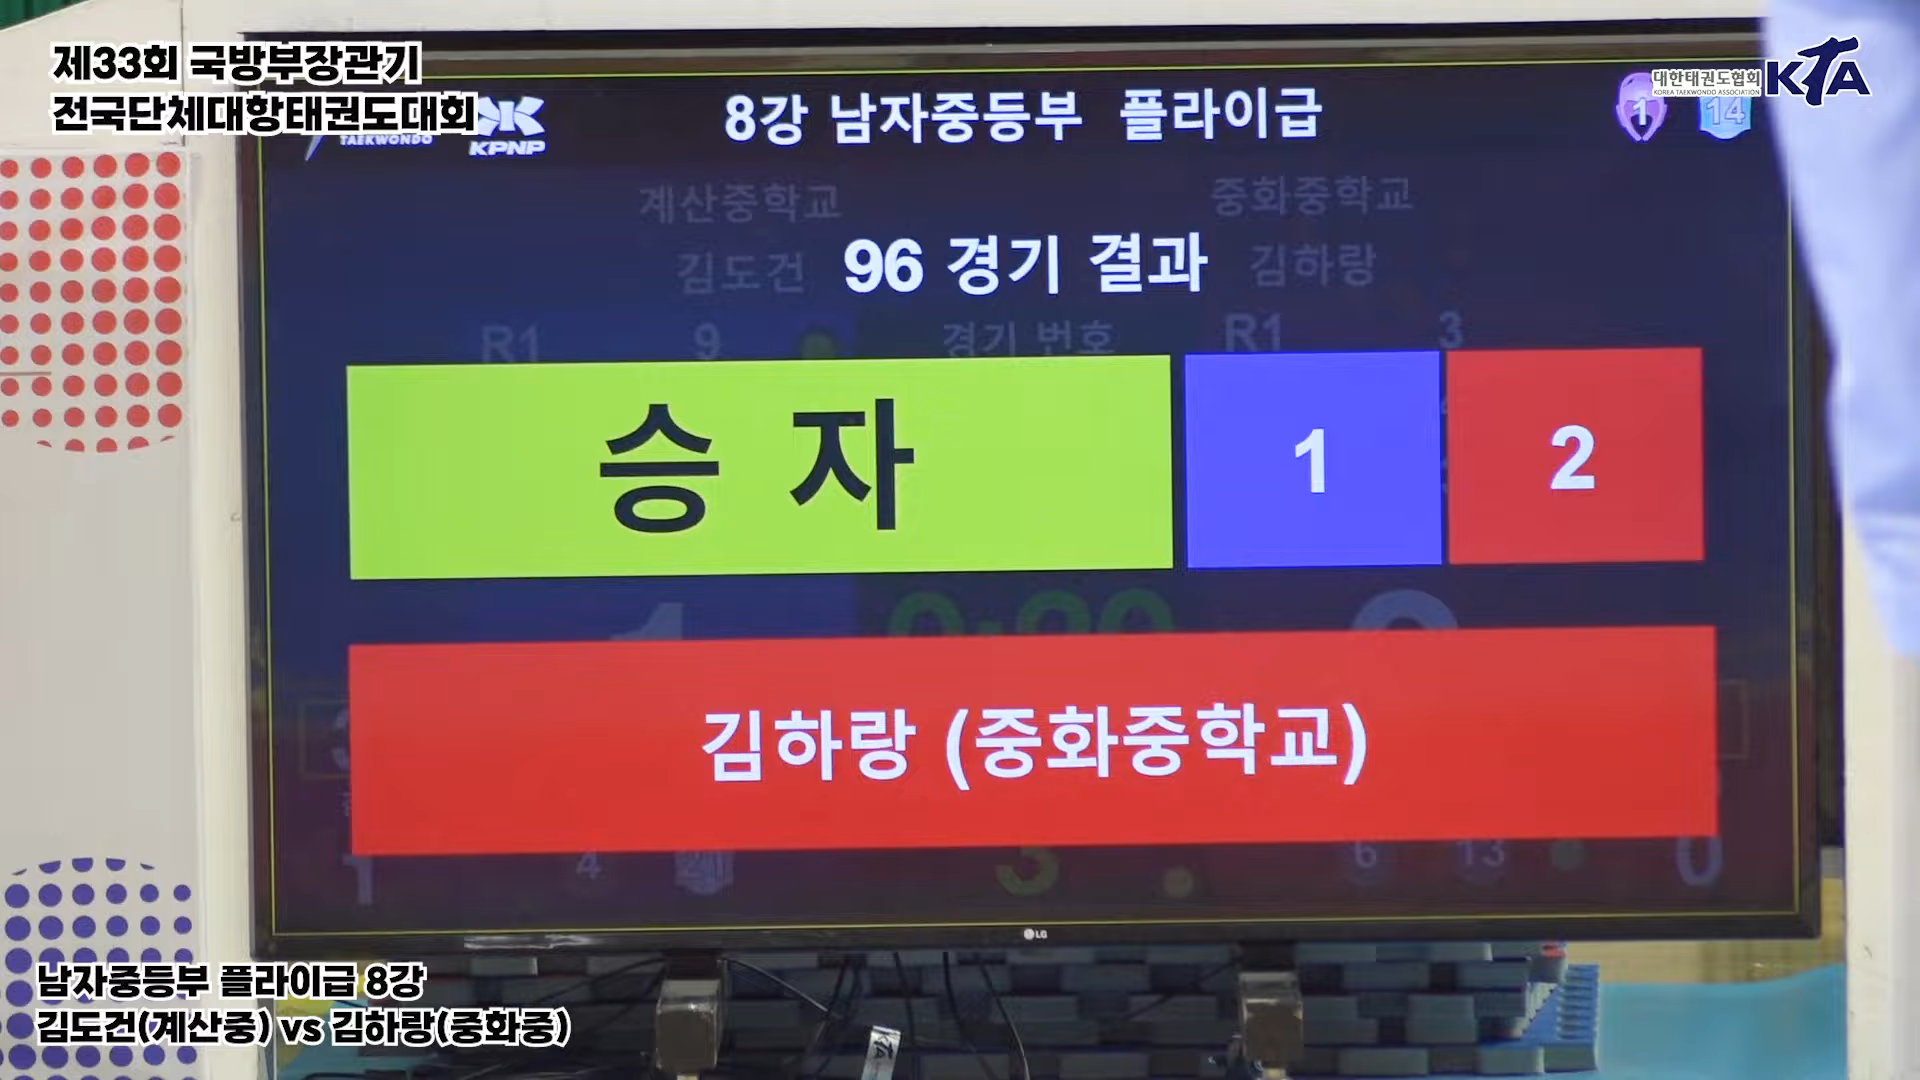 제33회 국방부장관기
전국단체대항태권도대회
TAEKWONDO
KPNP
8강 남자중등부 플라이급
1
14
대한태권도협회
KOREA TAEKWONDO ASSOCIATION
KTA
계산중학교
중화중학교
김도건
96 경기 결과
김하랑
R1 9
경기 번호
R1 3
승 자
1
2
김하랑 (중화중학교)
1
4
3
6
13
0
LG
남자중등부 플라이급 8강
김도건(계산중) vs 김하랑(중화중)
KTA